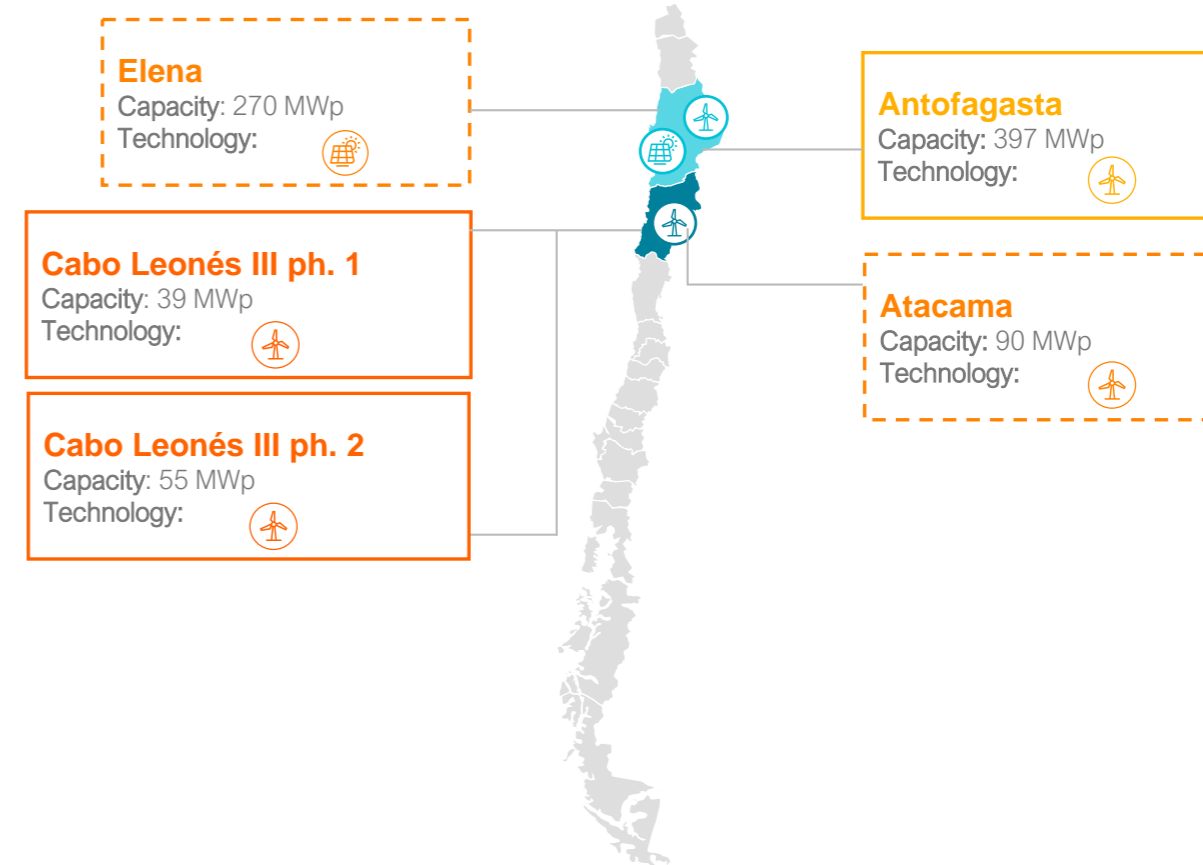 Elena
Capacity: 270 MWp
Technology:
Cabo Leonés III ph. 1
Capacity: 39 MWp
Technology:
Cabo Leonés III ph. 2
Capacity: 55 MWp
Technology:
Antofagasta
Capacity: 397 MWp
Technology:
Atacama
Capacity: 90 MWp
Technology: